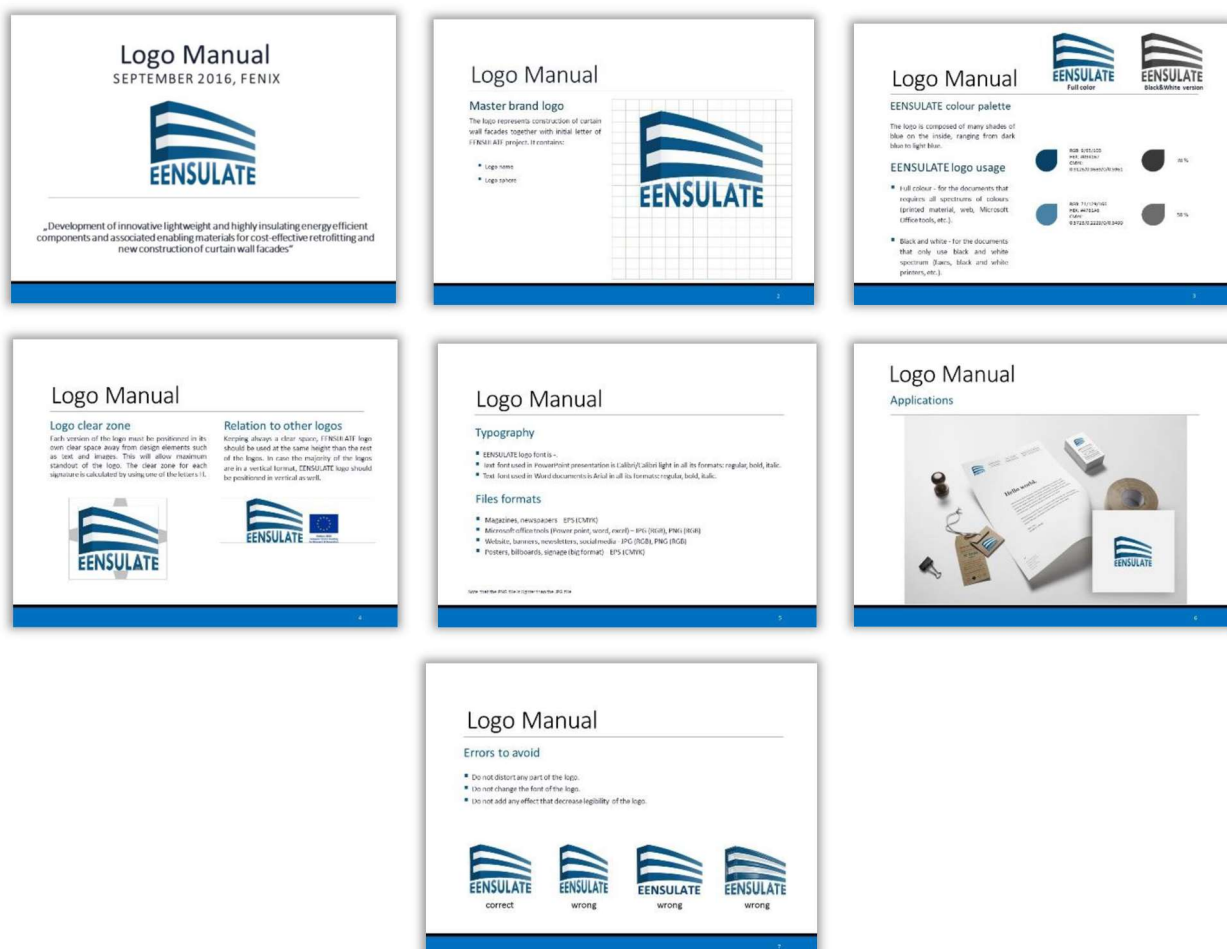 Logo Manual
SEPTEMBER 2016, FENIX
EENSULATE
„Development of innovative lightweight and highly insulating energy efficient
components and associated enabling materials for cost-effective retrofitting and
new construction of curtain wall facades"
Logo Manual
Master brand logo
The logo represents construction of curtain
wall facades together with initial letter of
EENSULATE project. It contains:
Logo name
Logo sphere
EENSULATE
2
EENSULATE
Full color
EENSULATE
Black&White version
Logo Manual
EENSULATE colour palette
The logo is composed of many shades of
blue on the inside, ranging from dark
blue to light blue.
EENSULATE logo usage
Full colour - for the documents that
requires all spectrums of colours
(printed material, web, Microsoft
Office tools, etc.).
Black and white - for the documents
that only use black and white
spectrum (faxes, black and white
printers, etc.).
RGB:
HEX:
CMYK:
RGB:
HEX:
CMYK:
50 %
3
Logo Manual
Logo clear zone
Each version of the logo must be positioned in its
own clear space away from design elements such
as text and images. This will allow maximum
standout of the logo. The clear zone for each
signature is calculated by using one of the letters
EENSULATE
Relation to other logos
Keeping always a clear space, EENSULATE logo
should be used at the same height than the rest
of the logos. In case the majority of the logos
are in a vertical format, EENSULATE logo should
be positioned in vertical as well.
EENSULATE
4
Logo Manual
Typography
EENSULATE logo font is -.
Text font used in PowerPoint presentation is Calibri/Calibri light in all its formats: regular, bold, italic.
Text font used in Word documents is Arial in all its formats: regular, bold, italic.
Files formats
Magazines, newspapers EPS (CMYK)
Microsoft office tools (Power point, word, excel) – JPG (RGB), PNG (RGB)
Website, banners, newsletters, social media - JPG (RGB), PNG (RGB)
Posters, billboards, signage (big format) EPS (CMYK)
5
Logo Manual
Applications
Hello world,
EENSULATE
6
Logo Manual
Errors to avoid
Do not distort any part of the logo.
Do not change the font of the logo.
Do not add any effect that decrease legibility of the logo.
EENSULATE
correct
EENSULATE
wrong
EENSULATE
wrong
EENSULATE
wrong
7